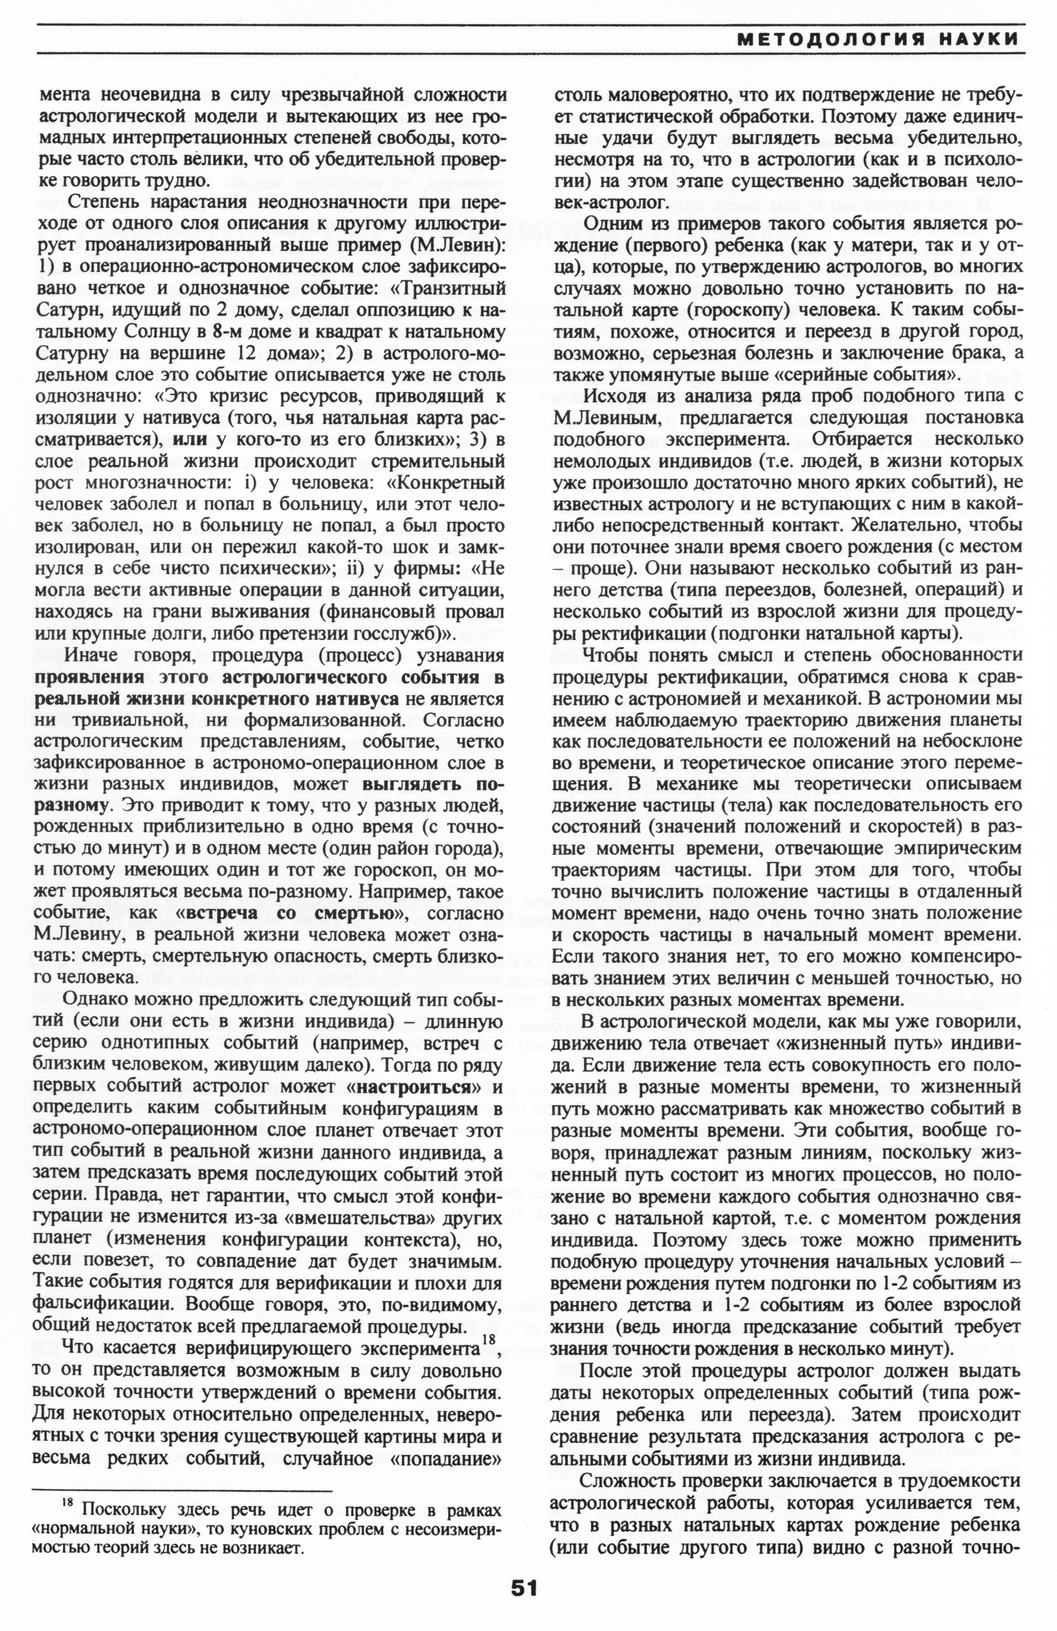 МЕТОДОЛОГИЯ НАУКИ
мента неочевидна в силу чрезвычайной сложности
астрологической модели и вытекающих из нее гро-
мадных интерпретационных степеней свободы, кото-
рые часто столь велики, что об убедительной провер-
ке говорить трудно.
Степень нарастания неоднозначности при пере-
ходе от одного слоя описания к другому иллюстри-
рует проанализированный выше пример (М.Левин):
1) в операционно-астрономическом слое зафиксиро-
вано четкое и однозначное событие: «Транзитный
Сатурн, идущий по 2 дому, сделал оппозицию к на-
тальному Солнцу в 8-м доме и квадрат к натальному
Сатурну на вершине 12 дома»; 2) в астролого-мо-
дельном слое это событие описывается уже не столь
однозначно: «Это кризис ресурсов, приводящий к
изоляции у нативуса (того, чья натальная карта рас-
сматривается), или у кого-то из его близких»; 3) в
слое реальной жизни происходит стремительный
рост многозначности: i) у человека: «Конкретный
человек заболел и попал в больницу, или этот чело-
век заболел, но в больницу не попал, а был просто
изолирован, или он пережил какой-то шок и замк-
нулся в себе чисто психически»; ii) у фирмы: «Не
могла вести активные операции в данной ситуации,
находясь на грани выживания (финансовый провал
или крупные долги, либо претензии госслужб)».
Иначе говоря, процедура (процесс) узнавания
проявления этого астрологического события в
реальной жизни конкретного нативуса не является
ни тривиальной, ни формализованной. Согласно
астрологическим представлениям, событие, четко
зафиксированное в астрономо-операционном слое в
жизни разных индивидов, может выглядеть по-
разному. Это приводит к тому, что у разных людей,
рожденных приблизительно в одно время (с точно-
стью до минут) и в одном месте (один район города),
и потому имеющих один и тот же гороскоп, он мо-
жет проявляться весьма по-разному. Например, такое
событие, как «встреча со смертью», согласно
М.Левину, в реальной жизни человека может озна-
чать: смерть, смертельную опасность, смерть близко-
го человека.
Однако можно предложить следующий тип собы-
тий (если они есть в жизни индивида) – длинную
серию однотипных событий (например, встреч с
близким человеком, живущим далеко). Тогда по ряду
первых событий астролог может «настроиться» и
определить каким событийным конфигурациям в
астрономо-операционном слое планет отвечает этот
тип событий в реальной жизни данного индивида, а
затем предсказать время последующих событий этой
серии. Правда, нет гарантии, что смысл этой конфи-
гурации не изменится из-за «вмешательства» других
планет (изменения конфигурации контекста), но,
если повезет, то совпадение дат будет значимым.
Такие события годятся для верификации и плохи для
фальсификации. Вообще говоря, это, по-видимому,
общий недостаток всей предлагаемой процедуры.
Что касается верифицирующего эксперимента18,
то он представляется возможным в силу довольно
высокой точности утверждений о времени события.
Для некоторых относительно определенных, неверо-
ятных с точки зрения существующей картины мира и
весьма редких событий, случайное «попадание»
18 Поскольку здесь речь идет о проверке в рамках
«нормальной науки», то куновских проблем с несоизмери-
мостью теорий здесь не возникает.
столь маловероятно, что их подтверждение не требу-
ет статистической обработки. Поэтому даже единич-
ные удачи будут выглядеть весьма убедительно,
несмотря на то, что в астрологии (как и в психоло-
гии) на этом этапе существенно задействован чело-
век-астролог.
Одним из примеров такого события является ро-
ждение (первого) ребенка (как у матери, так и у от-
ца), которые, по утверждению астрологов, во многих
случаях можно довольно точно установить по на-
тальной карте (гороскопу) человека. К таким собы-
тиям, похоже, относится и переезд в другой город,
возможно, серьезная болезнь и заключение брака, а
также упомянутые выше «серийные события».
Исходя из анализа ряда проб подобного типа с
М.Левиным, предлагается следующая постановка
подобного эксперимента. Отбирается несколько
немолодых индивидов (т.е. людей, в жизни которых
уже произошло достаточно много ярких событий), не
известных астрологу и не вступающих с ним в какой-
либо непосредственный контакт. Желательно, чтобы
они поточнее знали время своего рождения (с местом
– проще). Они называют несколько событий из ран-
него детства (типа переездов, болезней, операций) и
несколько событий из взрослой жизни для процеду-
ры ректификации (подгонки натальной карты).
Чтобы понять смысл и степень обоснованности
процедуры ректификации, обратимся снова к срав-
нению с астрономией и механикой. В астрономии мы
имеем наблюдаемую траекторию движения планеты
как последовательности ее положений на небосклоне
во времени, и теоретическое описание этого переме-
щения. В механике мы теоретически описываем
движение частицы (тела) как последовательность его
состояний (значений положений и скоростей) в раз-
ные моменты времени, отвечающие эмпирическим
траекториям частицы. При этом для того, чтобы
точно вычислить положение частицы в отдаленный
момент времени, надо очень точно знать положение
и скорость частицы в начальный момент времени.
Если такого знания нет, то его можно компенсиро-
вать знанием этих величин с меньшей точностью, но
в нескольких разных моментах времени.
В астрологической модели, как мы уже говорили,
движению тела отвечает «жизненный путь» индиви-
да. Если движение тела есть совокупность его поло-
жений в разные моменты времени, то жизненный
путь можно рассматривать как множество событий в
разные моменты времени. Эти события, вообще го-
воря, принадлежат разным линиям, поскольку жиз-
ненный путь состоит из многих процессов, но поло-
жение во времени каждого события однозначно свя-
зано с натальной картой, т.е. с моментом рождения
индивида. Поэтому здесь тоже можно применить
подобную процедуру уточнения начальных условий –
времени рождения путем подгонки по 1-2 событиям из
раннего детства и 1-2 событиям из более взрослой
жизни (ведь иногда предсказание событий требует
знания точности рождения в несколько минут).
После этой процедуры астролог должен выдать
даты некоторых определенных событий (типа рож-
дения ребенка или переезда). Затем происходит
сравнение результата предсказания астролога с ре-
альными событиями из жизни индивида.
Сложность проверки заключается в трудоемкости
астрологической работы, которая усиливается тем,
что в разных натальных картах рождение ребенка
(или событие другого типа) видно с разной точно-
51